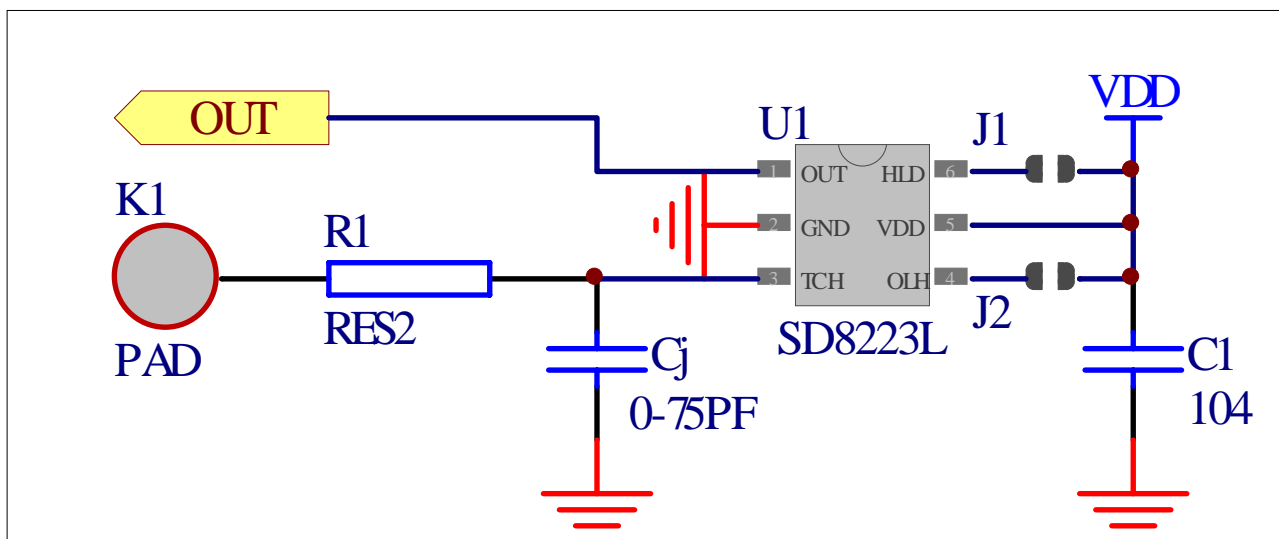 OUT
K1
PAD
R1
RES2
Cj
0-75PF
U1
1 OUT HLD 6
2 GND VDD 5
3 TCH OLH 4
SD8223L
J1
J2
VDD
C1
104